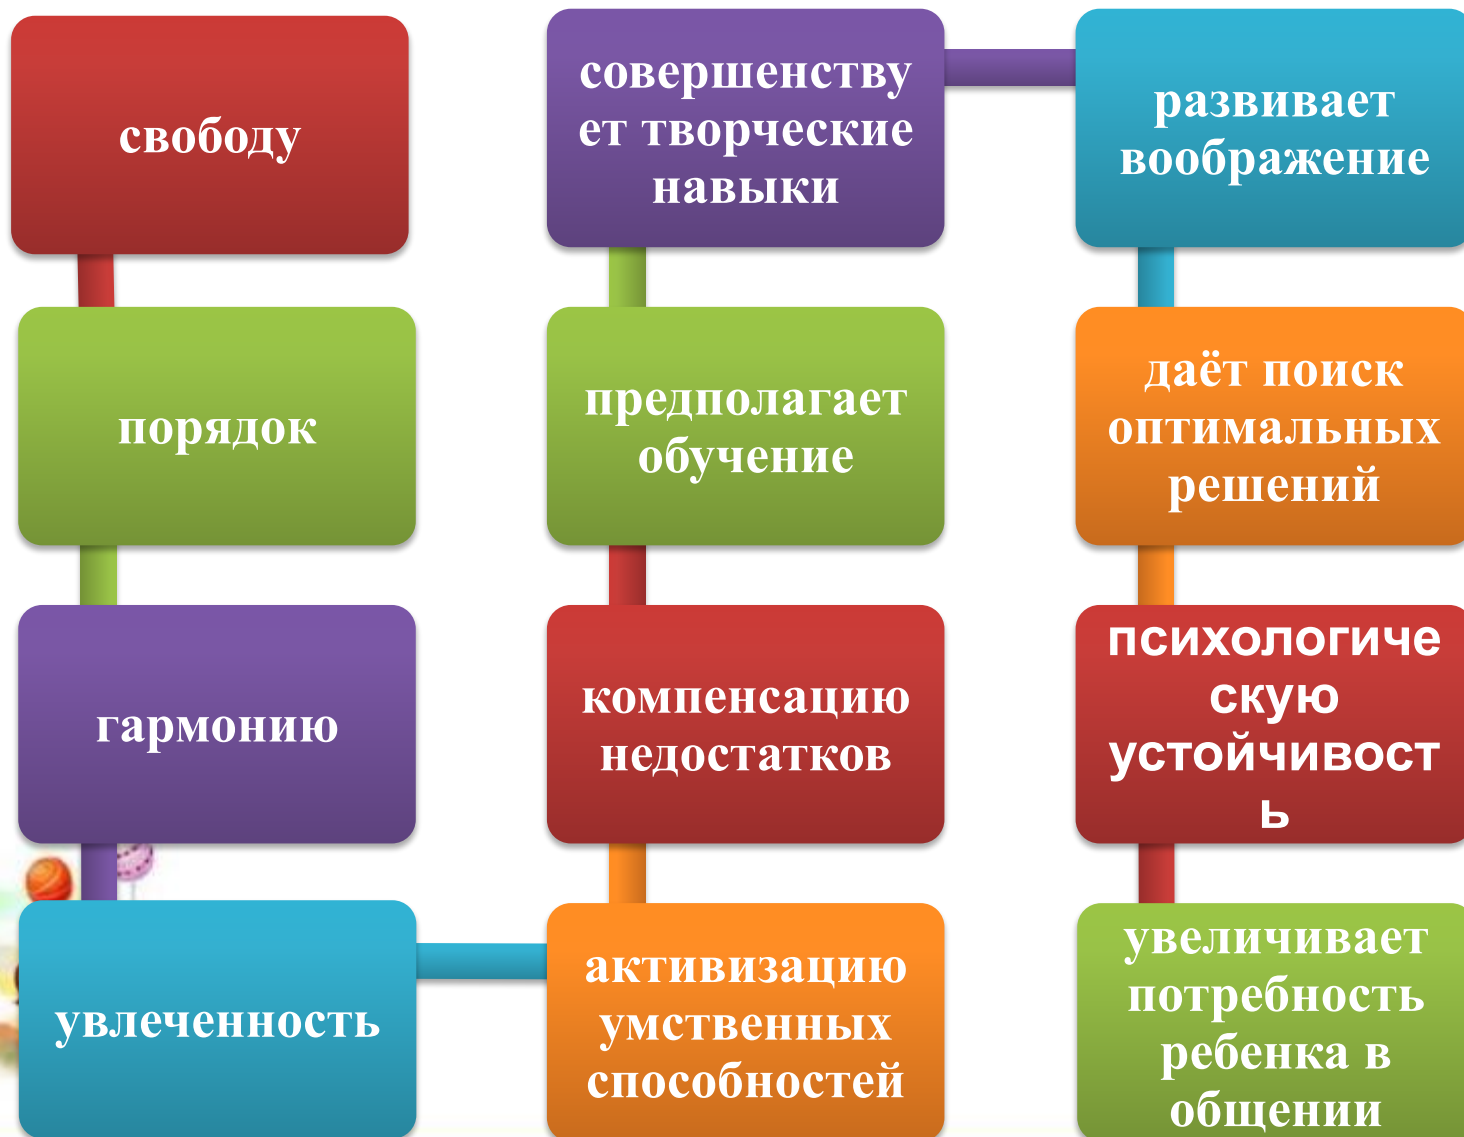 свободу
порядок
гармонию
увлеченность
активизацию
умственных
способностей
компенсацию
недостатков
предполагает
обучение
совершенству
ет творческие
навыки
развивает
воображение
даёт поиск
оптимальных
решений
психологиче
скую
устойчивост
ь
увеличивает
потребность
ребенка в
общении